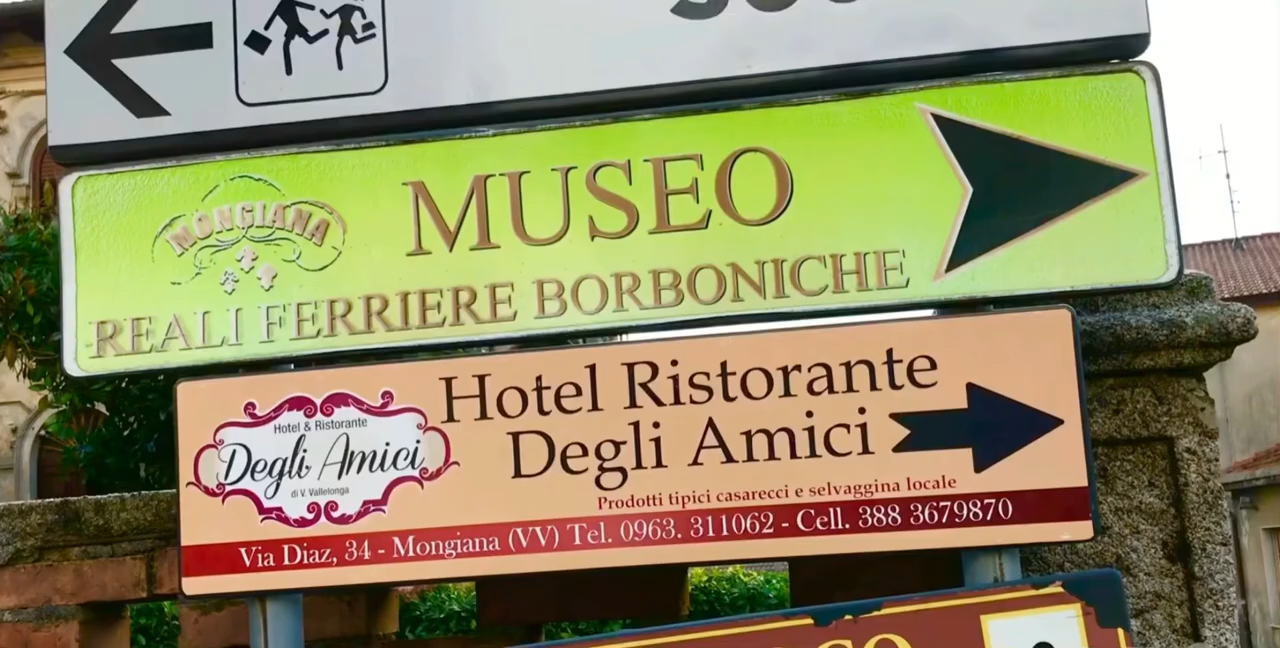 MONGIANA
MUSEO
REALI FERRIERE BORBONICHE
Hotel & Ristorante
Degli Amici
di V. Vallelonga
Hotel Ristorante
Degli Amici
Prodotti tipici casarecci e selvaggina locale
Via Diaz, 34 - Mongiana (VV) Tel. 0963. 311062 - Cell. 388 3679870